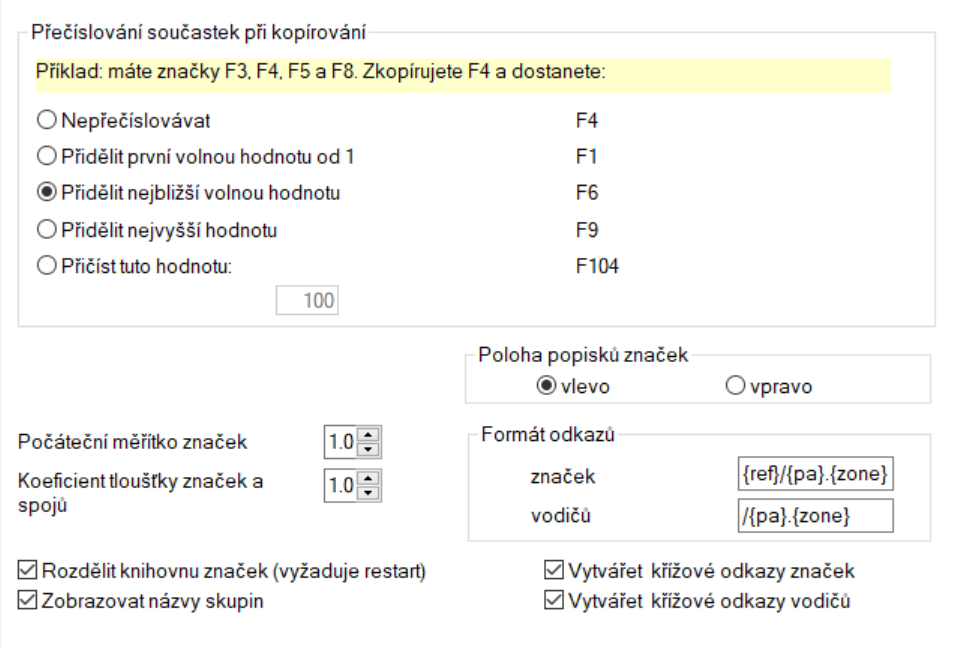 Přečíslování součastek při kopírování
Příklad: máte značky F3, F4, F5 a F8. Zkopírujete F4 a dostanete:
Nepřečíslovávat F4
Přidělit první volnou hodnotu od 1 F1
Přidělit nejbližší volnou hodnotu F6
Přidělit nejvyšší hodnotu F9
Přičíst tuto hodnotu: F104
100
Poloha popisků značek
vlevo vpravo
Počáteční měřítko značek 1.0
Koeficient tloušťky značek a
spojů 1.0
Formát odkazů
značek {ref}/{pa}.{zone}
vodičů /{pa}.{zone}
Rozdělit knihovnu značek (vyžaduje restart)
Zobrazovat názvy skupin
Vytvářet křížové odkazy značek
Vytvářet křížové odkazy vodičů